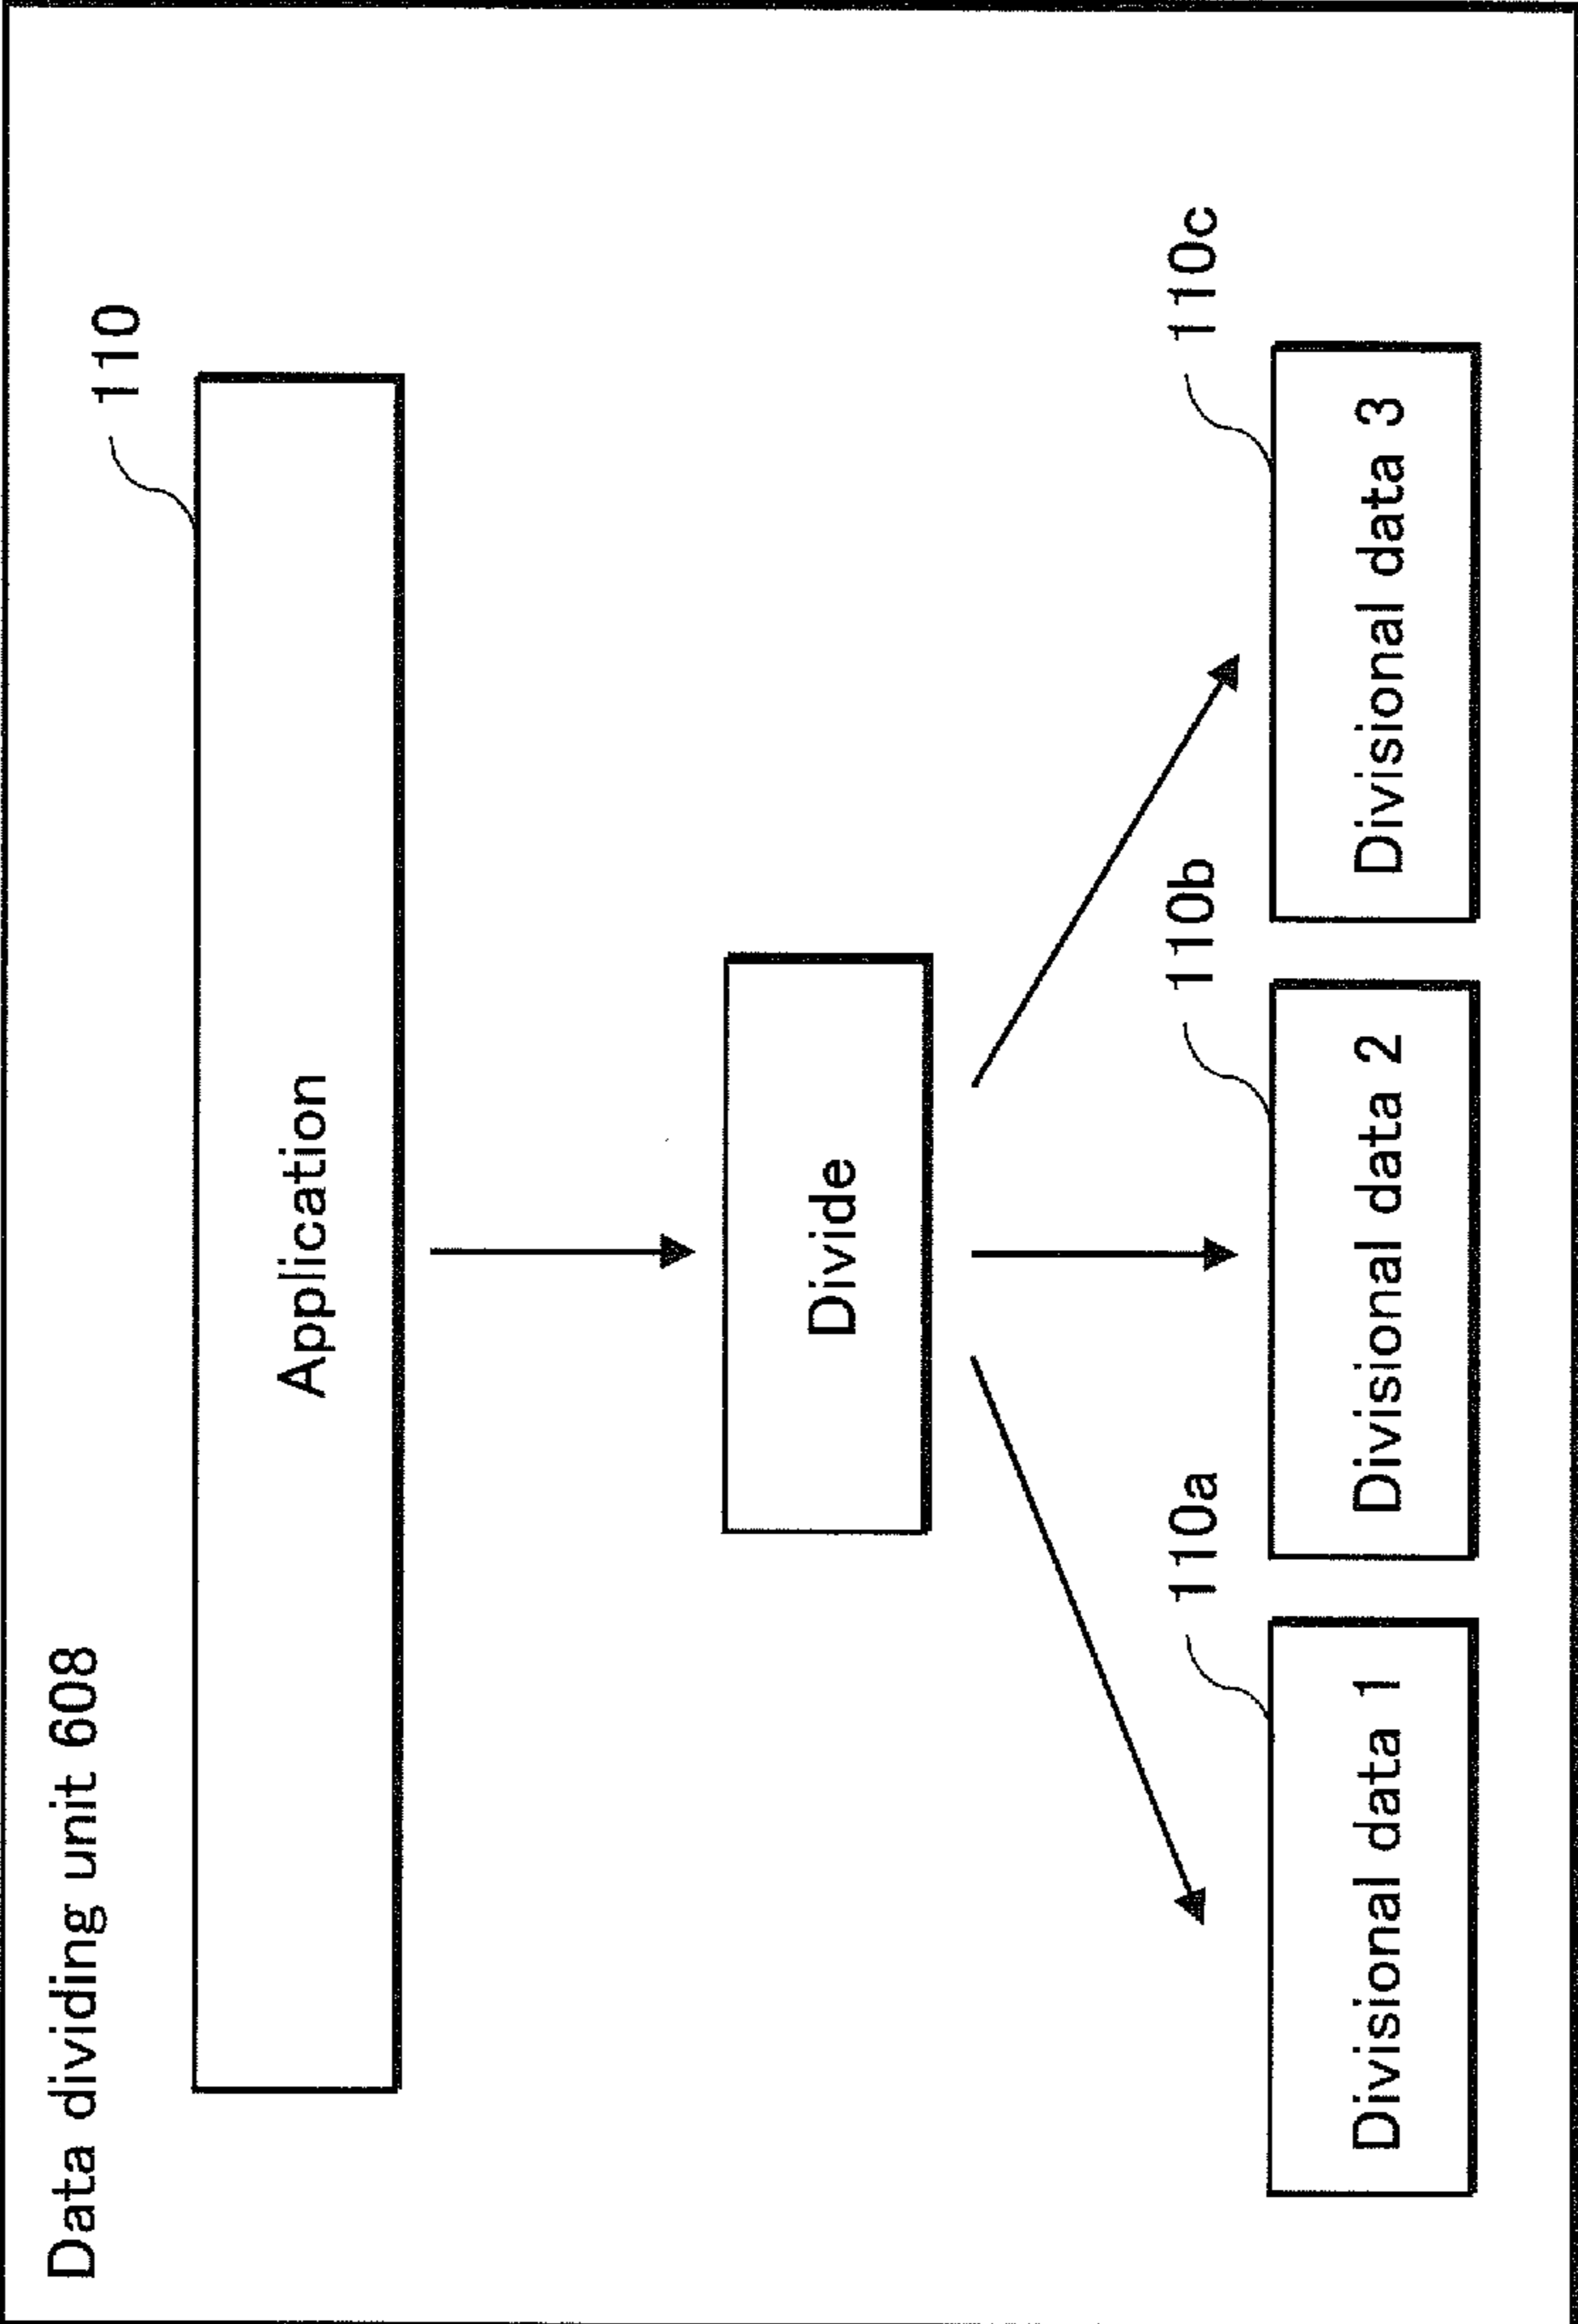 Data dividing unit 608
110
Application
Divide
110a
110b
110c
Divisional data 1
Divisional data 2
Divisional data 3